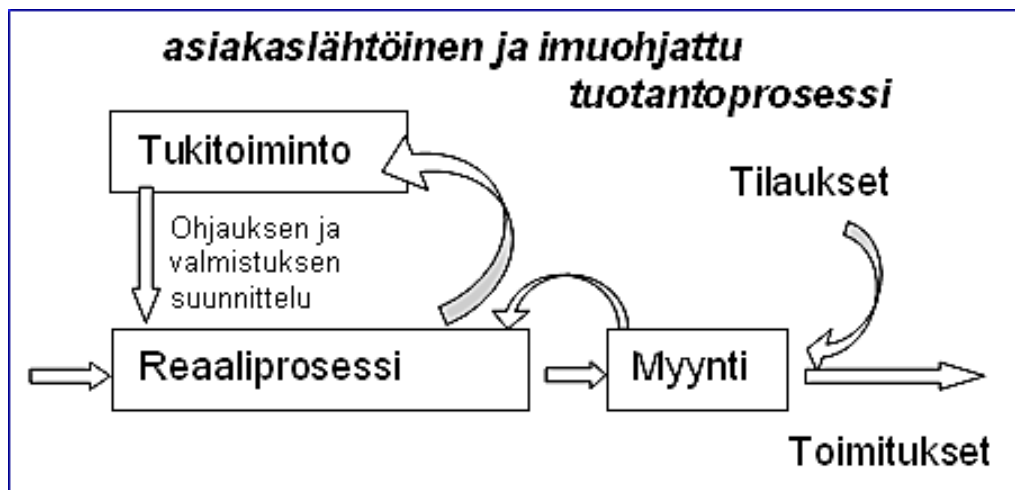 asiakaslähtöinen ja imuohjattu
tuotantoprosessi
Tukitoiminto
Tilaukset
Ohjauksen ja
valmistuksen
suunnittelu
Reaaliprosessi
Myynti
Toimitukset